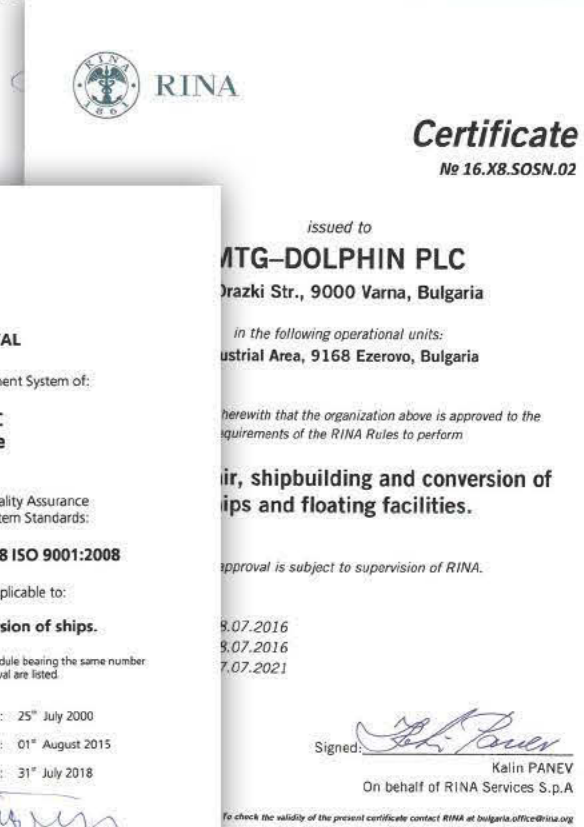 RINA
1861
RINA
Certificate
№ 16.X8.SOSN.02
issued to
MTG–DOLPHIN PLC
Drazki Str., 9000 Varna, Bulgaria
in the following operational units:
ustrial Area, 9168 Ezerovo, Bulgaria
herewith that the organization above is approved to the
quirements of the RINA Rules to perform
ir, shipbuilding and conversion of
ips and floating facilities.
approval is subject to supervision of RINA.
8.07.2016
8.07.2016
7.07.2021
Signed:
Kalin PANEV
On behalf of RINA Services S.p.A
To check the validity of the present certificate contact RINA at bulgaria.office@rina.org
AL
ent System of:
e
ality Assurance
tem Standards:
8 ISO 9001:2008
plicable to:
sion of ships.
dule bearing the same number
val are listed
: 25th July 2000
: 01st August 2015
: 31st July 2018